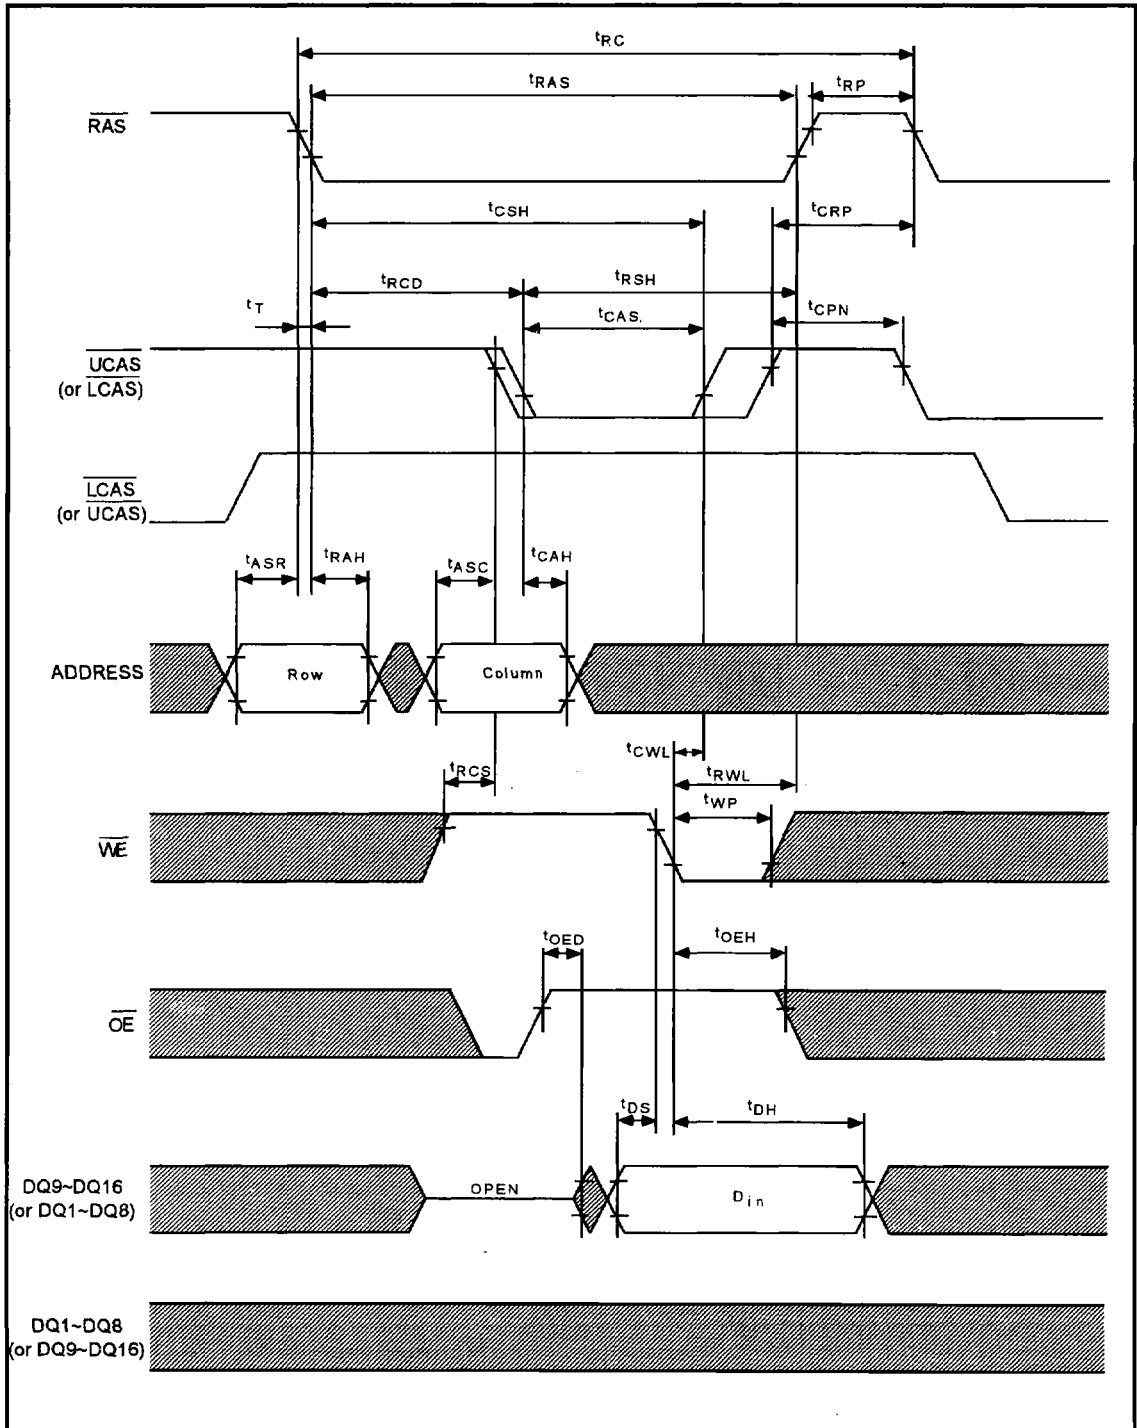 tRC
tRAS
tRP
RAS
tCSH
tCRP
tRCD
tRSH
tT
tCAS.
tCPN
UCAS
(or LCAS)
LCAS
(or UCAS)
tASR
tRAH
tASC
tCAH
ADDRESS
Row
Column
tCWL
tRCS
tRWL
tWP
WE
tOED
tOEH
OE
tDS
tDH
DQ9~DQ16
(or DQ1~DQ8)
OPEN
Din
DQ1~DQ8
(or DQ9~DQ16)